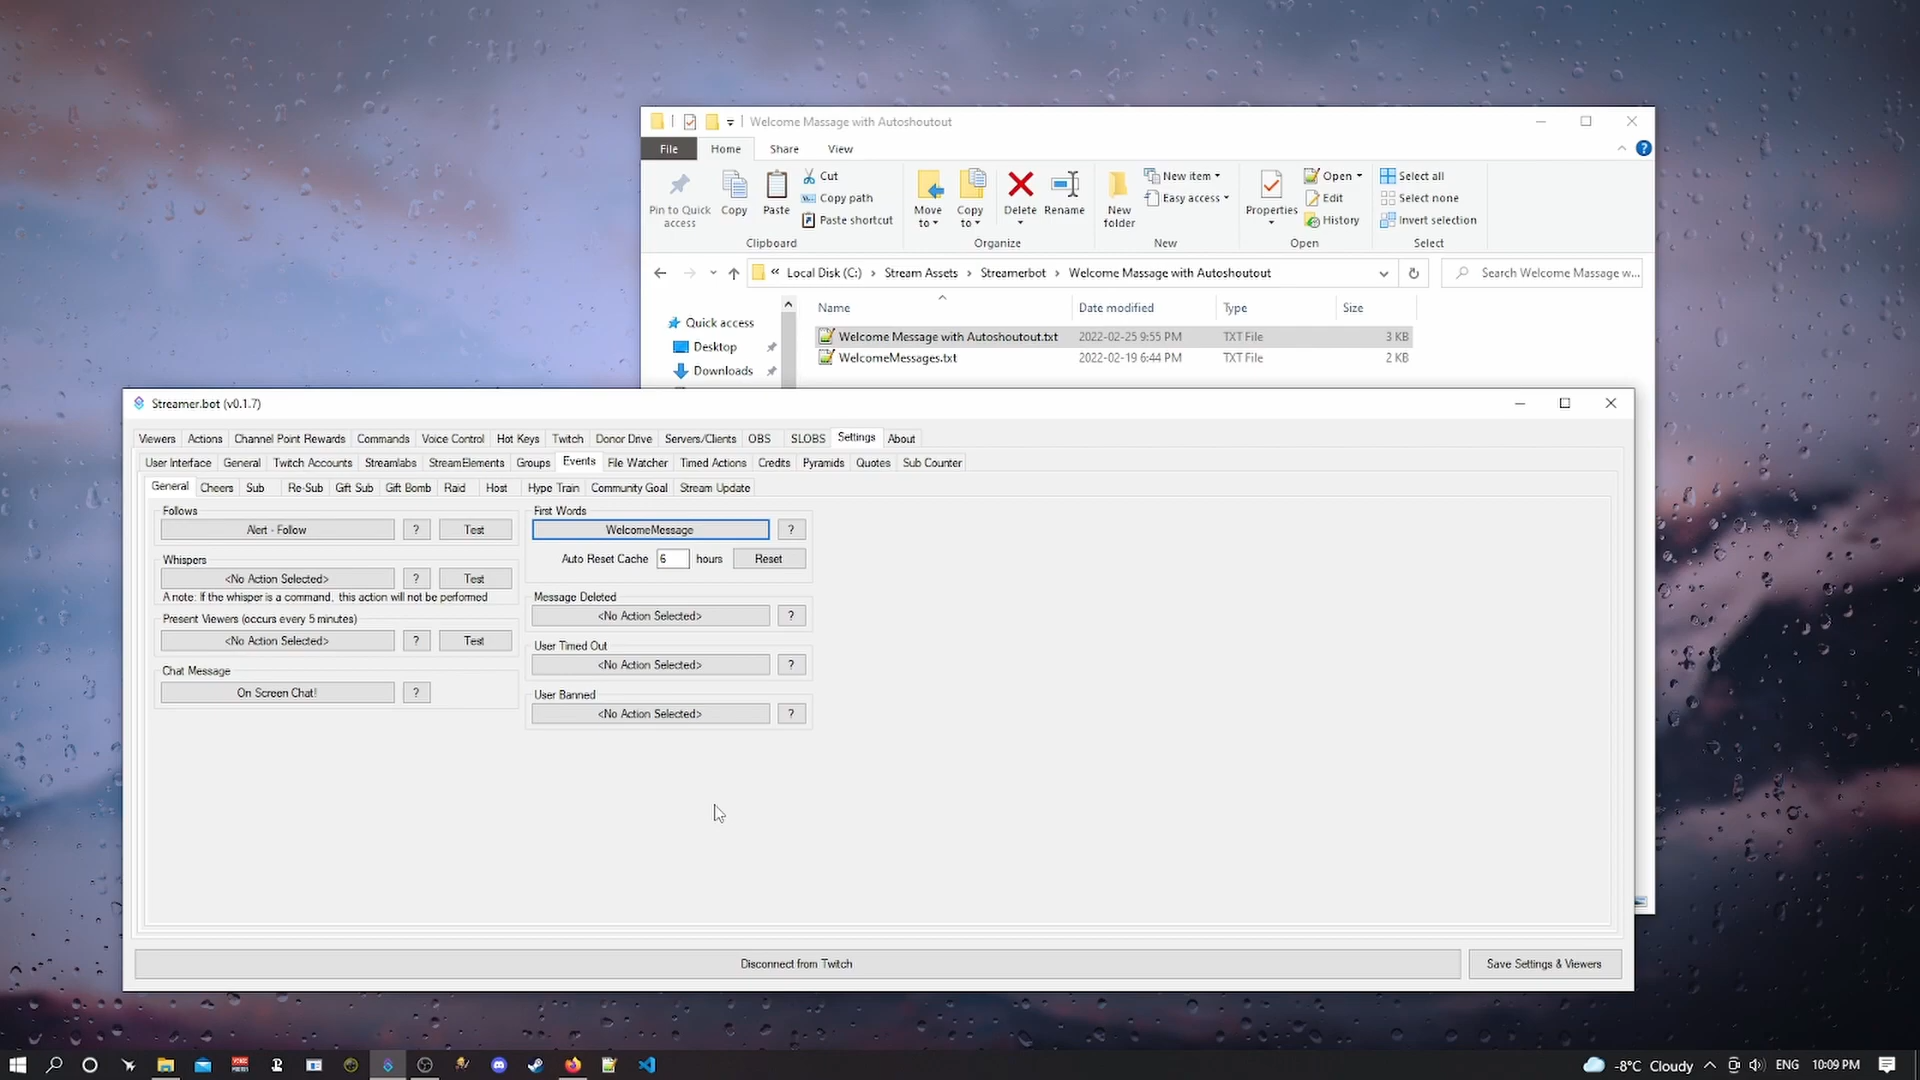 Welcome Massage with Autoshoutout
File Home Share View
Pin to Quick access
Copy
Paste
Cut
Copy path
Paste shortcut
Clipboard
Move to
Copy to
Delete
Rename
Organize
New folder
New item
Easy access
New
Properties
Open
Edit
History
Open
Select all
Select none
Invert selection
Select
« Local Disk (C:) › Stream Assets › Streamerbot › Welcome Massage with Autoshoutout
Search Welcome Massage w...
Name Date modified Type Size
Quick access
Desktop
Downloads
Welcome Message with Autoshoutout.txt 2022-02-25 9:55 PM TXT File 3 KB
WelcomeMessages.txt 2022-02-19 6:44 PM TXT File 2 KB
Streamer.bot (v0.1.7)
Viewers Actions Channel Point Rewards Commands Voice Control Hot Keys Twitch Donor Drive Servers/Clients OBS SLOBS Settings About
User Interface General Twitch Accounts Streamlabs StreamElements Groups Events File Watcher Timed Actions Credits Pyramids Quotes Sub Counter
General Cheers Sub Re-Sub Gift Sub Gift Bomb Raid Host Hype Train Community Goal Stream Update
Follows
Alert - Follow ? Test
Whispers
<No Action Selected> ? Test
A note: If the whisper is a command, this action will not be performed
Present Viewers (occurs every 5 minutes)
<No Action Selected> ? Test
Chat Message
On Screen Chat! ?
First Words
WelcomeMessage ?
Auto Reset Cache 6 hours Reset
Message Deleted
<No Action Selected> ?
User Timed Out
<No Action Selected> ?
User Banned
<No Action Selected> ?
Disconnect from Twitch
Save Settings & Viewers
-8°C Cloudy ENG 10:09 PM